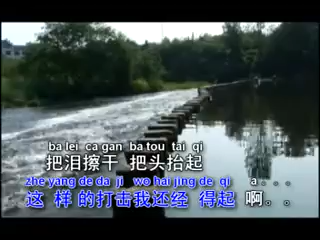 ba lei ca gan ba tou tai qi
把泪擦干 把头抬起
zhe yang de da ji wo hai jing de qi a. . . .
这 样 的打击我还经 得起 啊。。